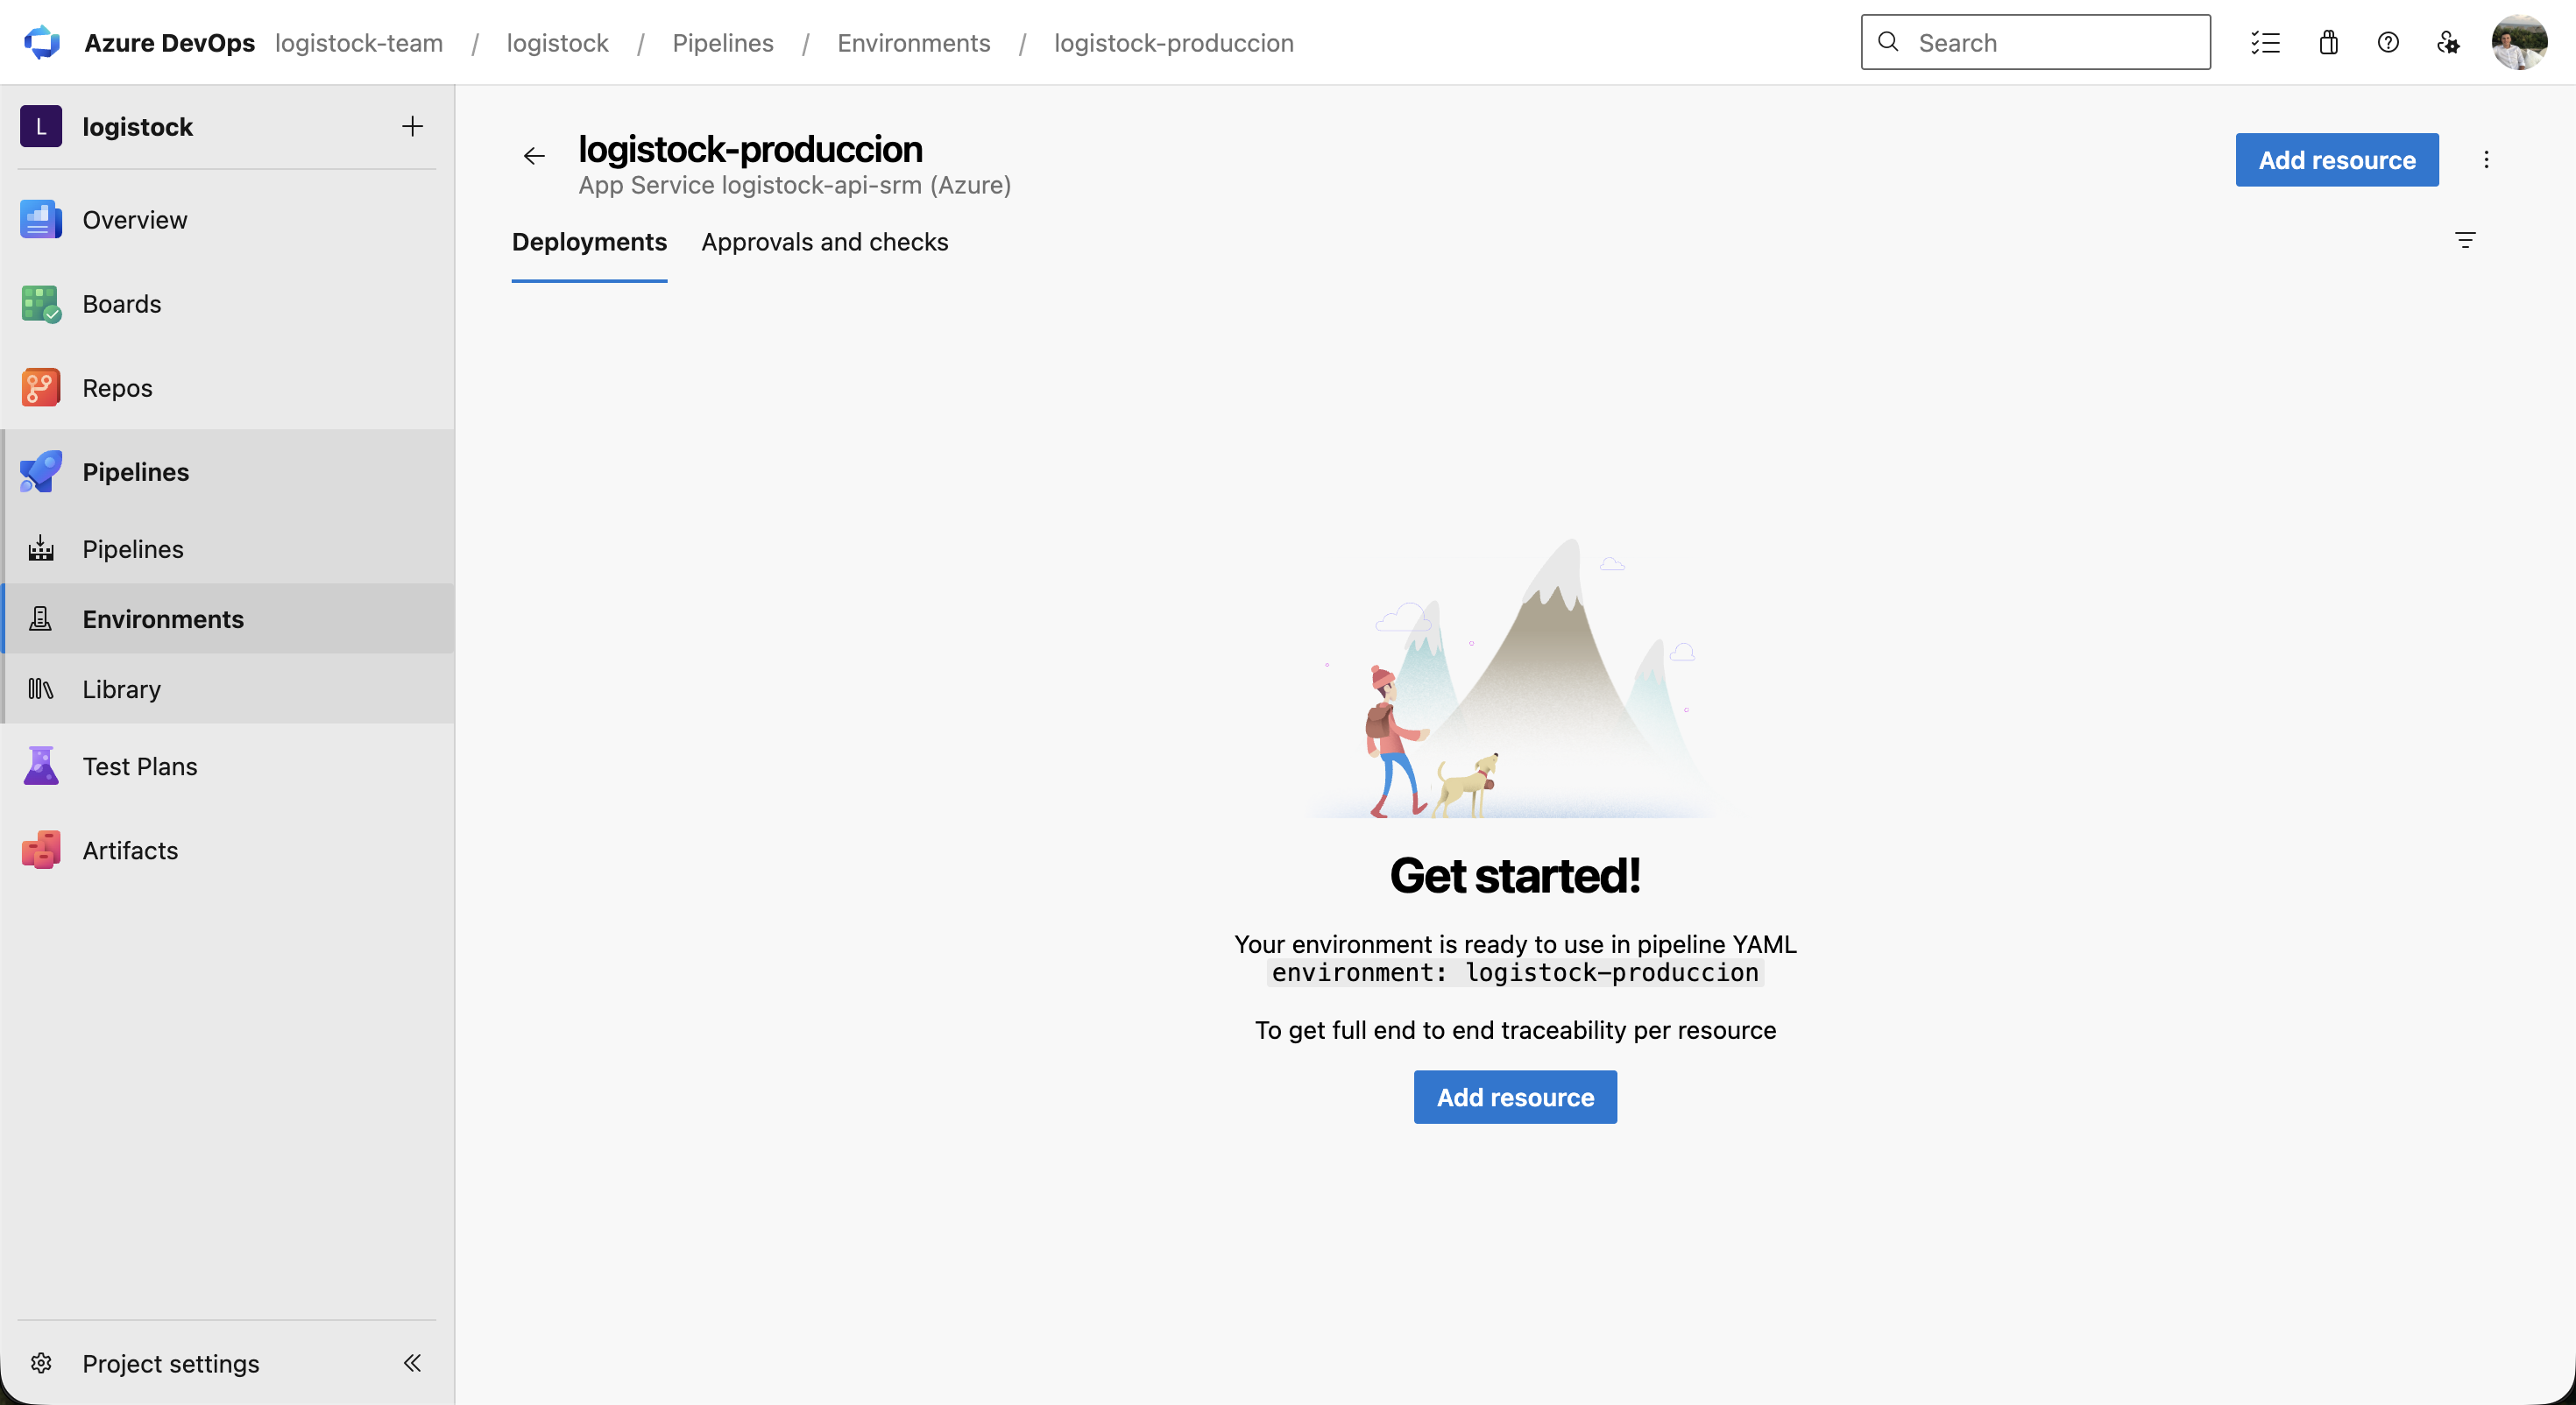 Azure DevOps logistock-team / logistock / Pipelines / Environments / logistock-produccion
Search
L logistock
Overview
Boards
Repos
Pipelines
Pipelines
Environments
Library
Test Plans
Artifacts
Project settings
logistock-produccion
App Service logistock-api-srm (Azure)
Add resource
Deployments Approvals and checks
Get started!
Your environment is ready to use in pipeline YAML
environment: logistock-produccion
To get full end to end traceability per resource
Add resource